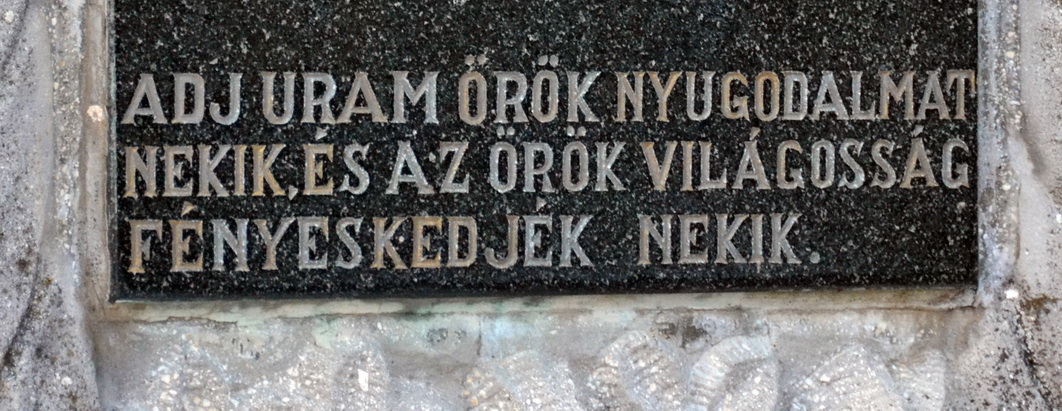 ADJ URAM ÖRÖK NYUGODALMAT
NEKIK, ÉS AZ ÖRÖK VILÁGOSSÁG
FÉNYESKEDJÉK NEKIK.